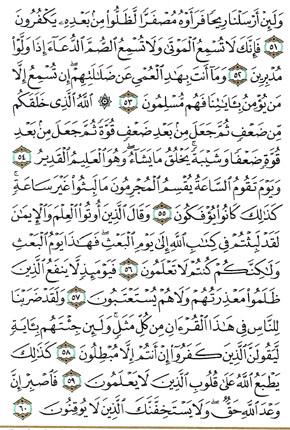 وَلَئِنْ أَرْسَلْنَا رِيحًا فَرَأَوْهُ مُصْفَرًّا لَّظَلُّوا۟ مِنۢ بَعْدِهِۦ يَكْفُرُونَ
٥١ فَإِنَّكَ لَا تُسْمِعُ ٱلْمَوْتَىٰ وَلَا تُسْمِعُ ٱلصُّمَّ ٱلدُّعَآءَ إِذَا وَلَّوْا۟
مُدْبِرِينَ ٥٢ وَمَآ أَنتَ بِهَٰدِ ٱلْعُمْىِ عَن ضَلَٰلَتِهِمْ ۖ إِن تُسْمِعُ إِلَّا
مَن يُؤْمِنُ بِـَٔايَٰتِنَا فَهُم مُّسْلِمُونَ ٥٣ ۞ ٱللَّهُ ٱلَّذِى خَلَقَكُم
مِّن ضَعْفٍ ثُمَّ جَعَلَ مِنۢ بَعْدِ ضَعْفٍ قُوَّةً ثُمَّ جَعَلَ مِنۢ بَعْدِ
قُوَّةٍ ضَعْفًا وَشَيْبَةً ۚ يَخْلُقُ مَا يَشَآءُ ۖ وَهُوَ ٱلْعَلِيمُ ٱلْقَدِيرُ ٥٤
وَيَوْمَ تَقُومُ ٱلسَّاعَةُ يُقْسِمُ ٱلْمُجْرِمُونَ مَا لَبِثُوا۟ غَيْرَ سَاعَةٍ ۚ
كَذَٰلِكَ كَانُوا۟ يُؤْفَكُونَ ٥٥ وَقَالَ ٱلَّذِينَ أُوتُوا۟ ٱلْعِلْمَ وَٱلْإِيمَٰنَ
لَقَدْ لَبِثْتُمْ فِى كِتَٰبِ ٱللَّهِ إِلَىٰ يَوْمِ ٱلْبَعْثِ ۖ فَهَٰذَا يَوْمُ ٱلْبَعْثِ
وَلَٰكِنَّكُمْ كُنتُمْ لَا تَعْلَمُونَ ٥٦ فَيَوْمَئِذٍ لَّا يَنفَعُ ٱلَّذِينَ
ظَلَمُوا۟ مَعْذِرَتُهُمْ وَلَا هُمْ يُسْتَعْتَبُونَ ٥٧ وَلَقَدْ ضَرَبْنَا
لِلنَّاسِ فِى هَٰذَا ٱلْقُرْءَانِ مِن كُلِّ مَثَلٍ ۚ وَلَئِن جِئْتَهُم بِـَٔايَةٍ
لَّيَقُولَنَّ ٱلَّذِينَ كَفَرُوٓا۟ إِنْ أَنتُمْ إِلَّا مُبْطِلُونَ ٥٨ كَذَٰلِكَ
يَطْبَعُ ٱللَّهُ عَلَىٰ قُلُوبِ ٱلَّذِينَ لَا يَعْلَمُونَ ٥٩ فَٱصْبِرْ إِنَّ
وَعْدَ ٱللَّهِ حَقٌّ ۖ وَلَا يَسْتَخِفَّنَّكَ ٱلَّذِينَ لَا يُوقِنُونَ ٦٠